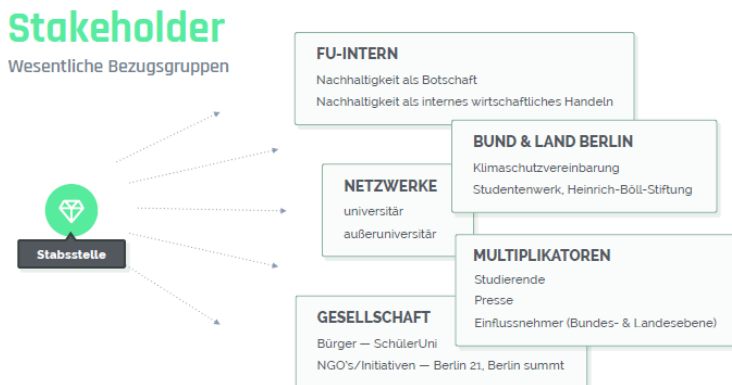 Stakeholder
Wesentliche Bezugsgruppen
FU-INTERN
Nachhaltigkeit als Botschaft
Nachhaltigkeit als internes wirtschaftliches Handeln
BUND & LAND BERLIN
Klimaschutzvereinbarung
Studentenwerk, Heinrich-Böll-Stiftung
NETZWERKE
universitär
außeruniversitär
Stabsstelle
MULTIPLIKATOREN
Studierende
Presse
Einflussnehmer (Bundes- & Landesebene)
GESELLSCHAFT
Bürger — SchülerUni
NGO's/Initiativen — Berlin 21, Berlin summt